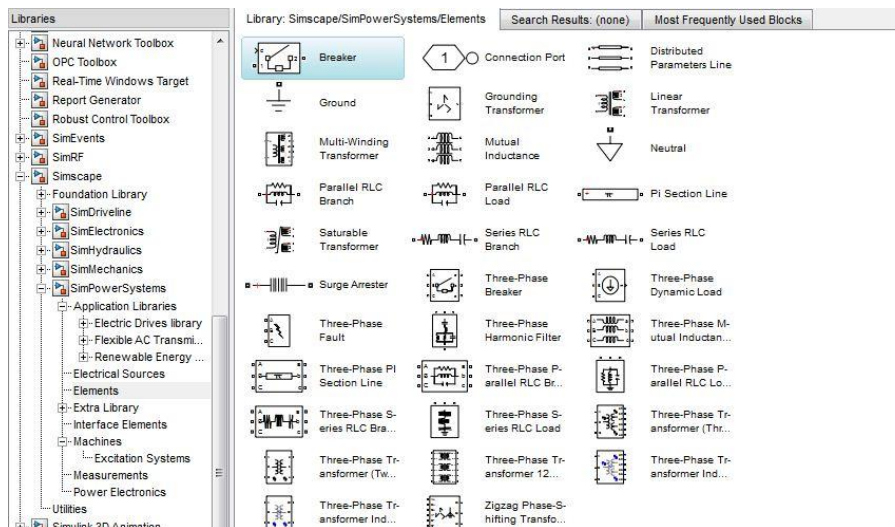 Libraries
Library: Simscape/SimPowerSystems/Elements
Search Results: (none)
Most Frequently Used Blocks
Neural Network Toolbox
OPC Toolbox
Real-Time Windows Target
Report Generator
Robust Control Toolbox
SimEvents
SimRF
Simscape
Foundation Library
SimDriveline
SimElectronics
SimHydraulics
SimMechanics
SimPowerSystems
Application Libraries
Electric Drives library
Flexible AC Transmi...
Renewable Energy ...
Electrical Sources
Elements
Extra Library
Interface Elements
Machines
Excitation Systems
Measurements
Power Electronics
Utilities
Simulink 3D Animation
Breaker
1
Connection Port
Distributed
Parameters Line
Ground
Grounding
Transformer
Linear
Transformer
Multi-Winding
Transformer
Mutual
Inductance
Neutral
Parallel RLC
Branch
Parallel RLC
Load
Pi Section Line
Saturable
Transformer
Series RLC
Branch
Series RLC
Load
Surge Arrester
Three-Phase
Breaker
Three-Phase
Dynamic Load
Three-Phase
Fault
Three-Phase
Harmonic Filter
Three-Phase M-
utual Inductan...
Three-Phase PI
Section Line
Three-Phase P-
arallel RLC Br...
Three-Phase P-
arallel RLC Lo...
Three-Phase S-
eries RLC Bra...
Three-Phase S-
eries RLC Load
Three-Phase Tr-
ansformer (Thr...
Three-Phase Tr-
ansformer (Tw...
Three-Phase Tr-
ansformer 12...
Three-Phase Tr-
ansformer Ind...
Three-Phase Tr-
ansformer Ind...
Zigzag Phase-S-
hifting Transfo...